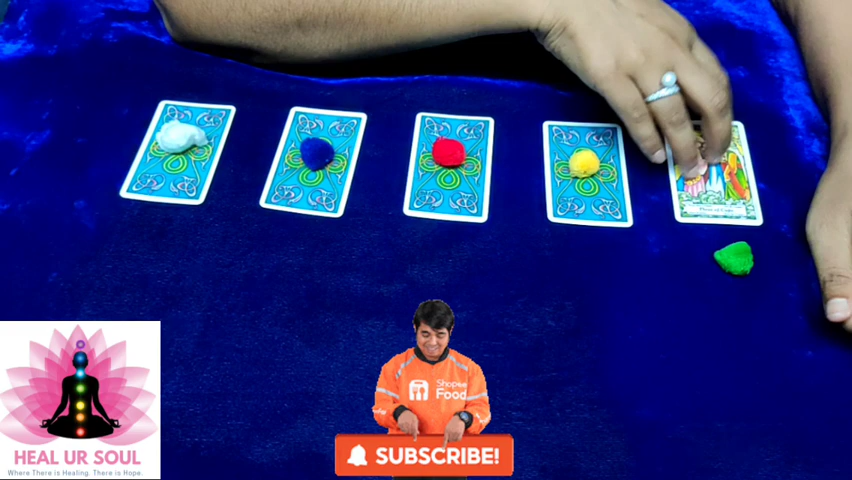 Shopee
Food
SUBSCRIBE!
HEAL UR SOUL
Where There is Healing. There is Hope.